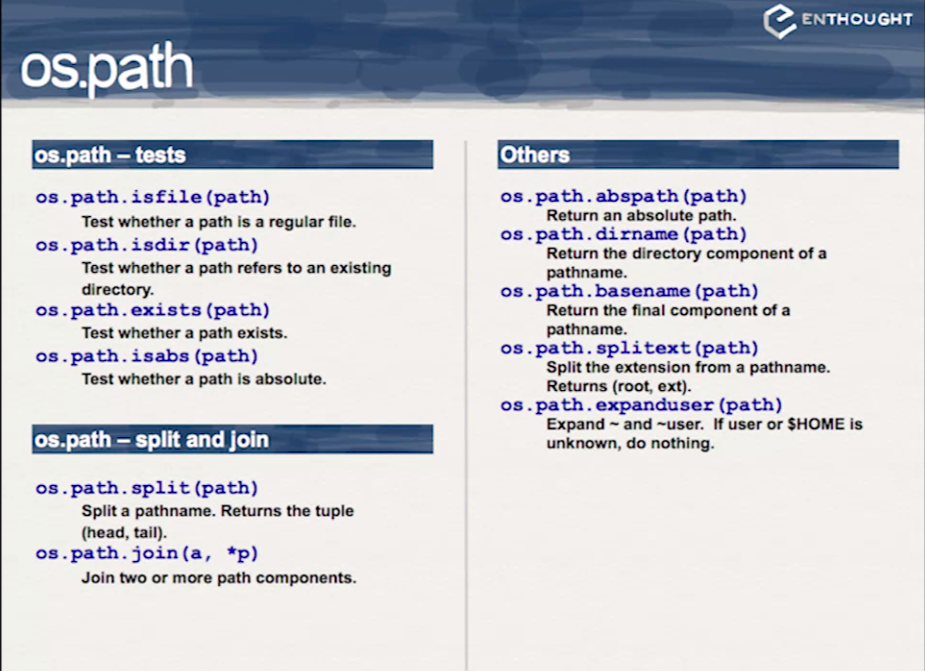 ENTHOUGHT
os.path
os.path – tests
os.path.isfile(path)
Test whether a path is a regular file.
os.path.isdir(path)
Test whether a path refers to an existing
directory.
os.path.exists(path)
Test whether a path exists.
os.path.isabs(path)
Test whether a path is absolute.
os.path – split and join
os.path.split(path)
Split a pathname. Returns the tuple
(head, tail).
os.path.join(a, *p)
Join two or more path components.
Others
os.path.abspath(path)
Return an absolute path.
os.path.dirname(path)
Return the directory component of a
pathname.
os.path.basename(path)
Return the final component of a
pathname.
os.path.splitext(path)
Split the extension from a pathname.
Returns (root, ext).
os.path.expanduser(path)
Expand ~ and ~user.  If user or $HOME is
unknown, do nothing.